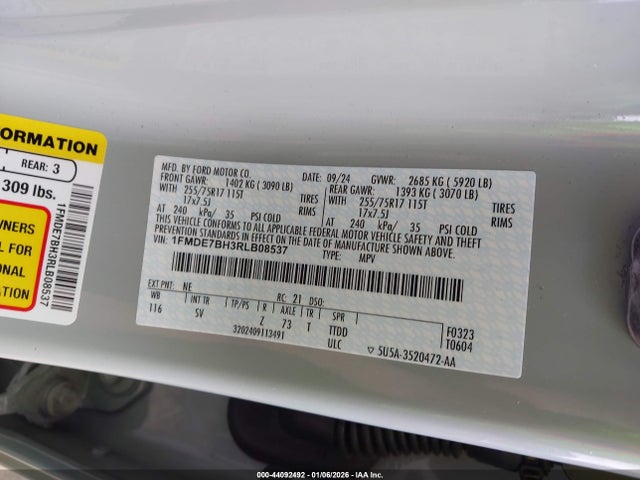 ORMATION
REAR: 3
309 lbs.
WNERS
FOR
ONAL
TION
1FMDE7BH3RLB08537
MFD. BY FORD MOTOR CO.
DATE: 09/24 GVWR: 2685 KG ( 5920 LB)
FRONT GAWR: 1402 KG ( 3090 LB)
REAR GAWR: 1393 KG ( 3070 LB)
WITH 255/75R17 115T TIRES
WITH 255/75R17 115T TIRES
17x7.5J RIMS
17x7.5J RIMS
AT 240 kPa/ 35 PSI COLD
AT 240 kPa/ 35 PSI COLD
THIS VEHICLE CONFORMS TO ALL APPLICABLE FEDERAL MOTOR VEHICLE SAFETY AND THEFT
PREVENTION STANDARDS IN EFFECT ON THE DATE OF MANUFACTURE SHOWN ABOVE.
VIN: 1FMDE7BH3RLB08537
TYPE: MPV
EXT PNT: NE RC: 21 DSO:
WB INT TR TP/PS R AXLE TR SPR
116 SV Z 73 T TTDD
3202409113491 ULC
F0323
T0604
▽ 5U5A-3520472-AA
000-44092492 - 01/06/2026 - IAA Inc.